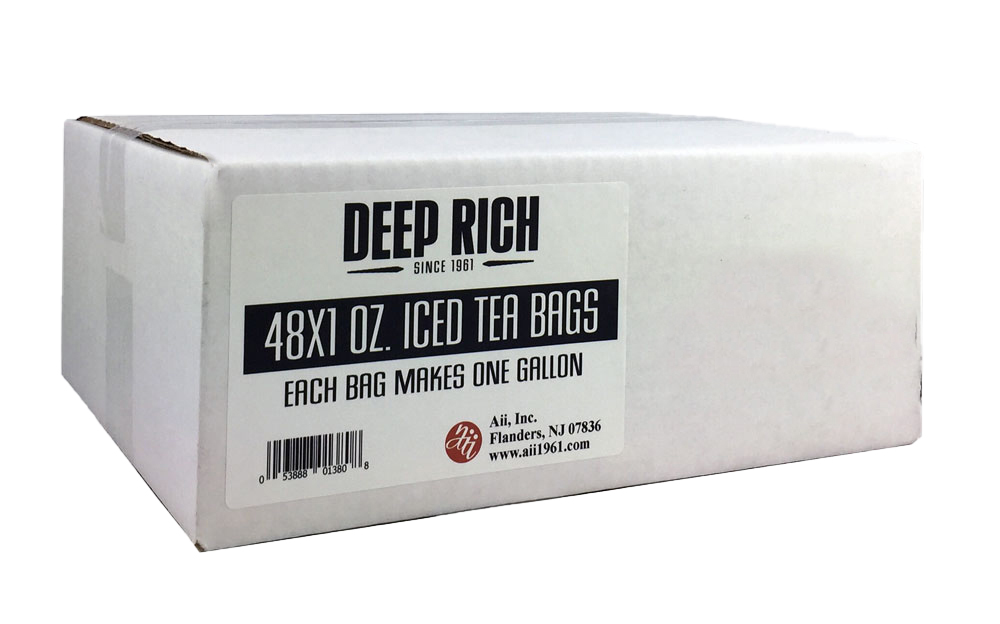 DEEP RICH
SINCE 1961
48X1 OZ. ICED TEA BAGS
EACH BAG MAKES ONE GALLON
0 53888 01380 8
aii
Aii, Inc.
Flanders, NJ 07836
www.aii1961.com